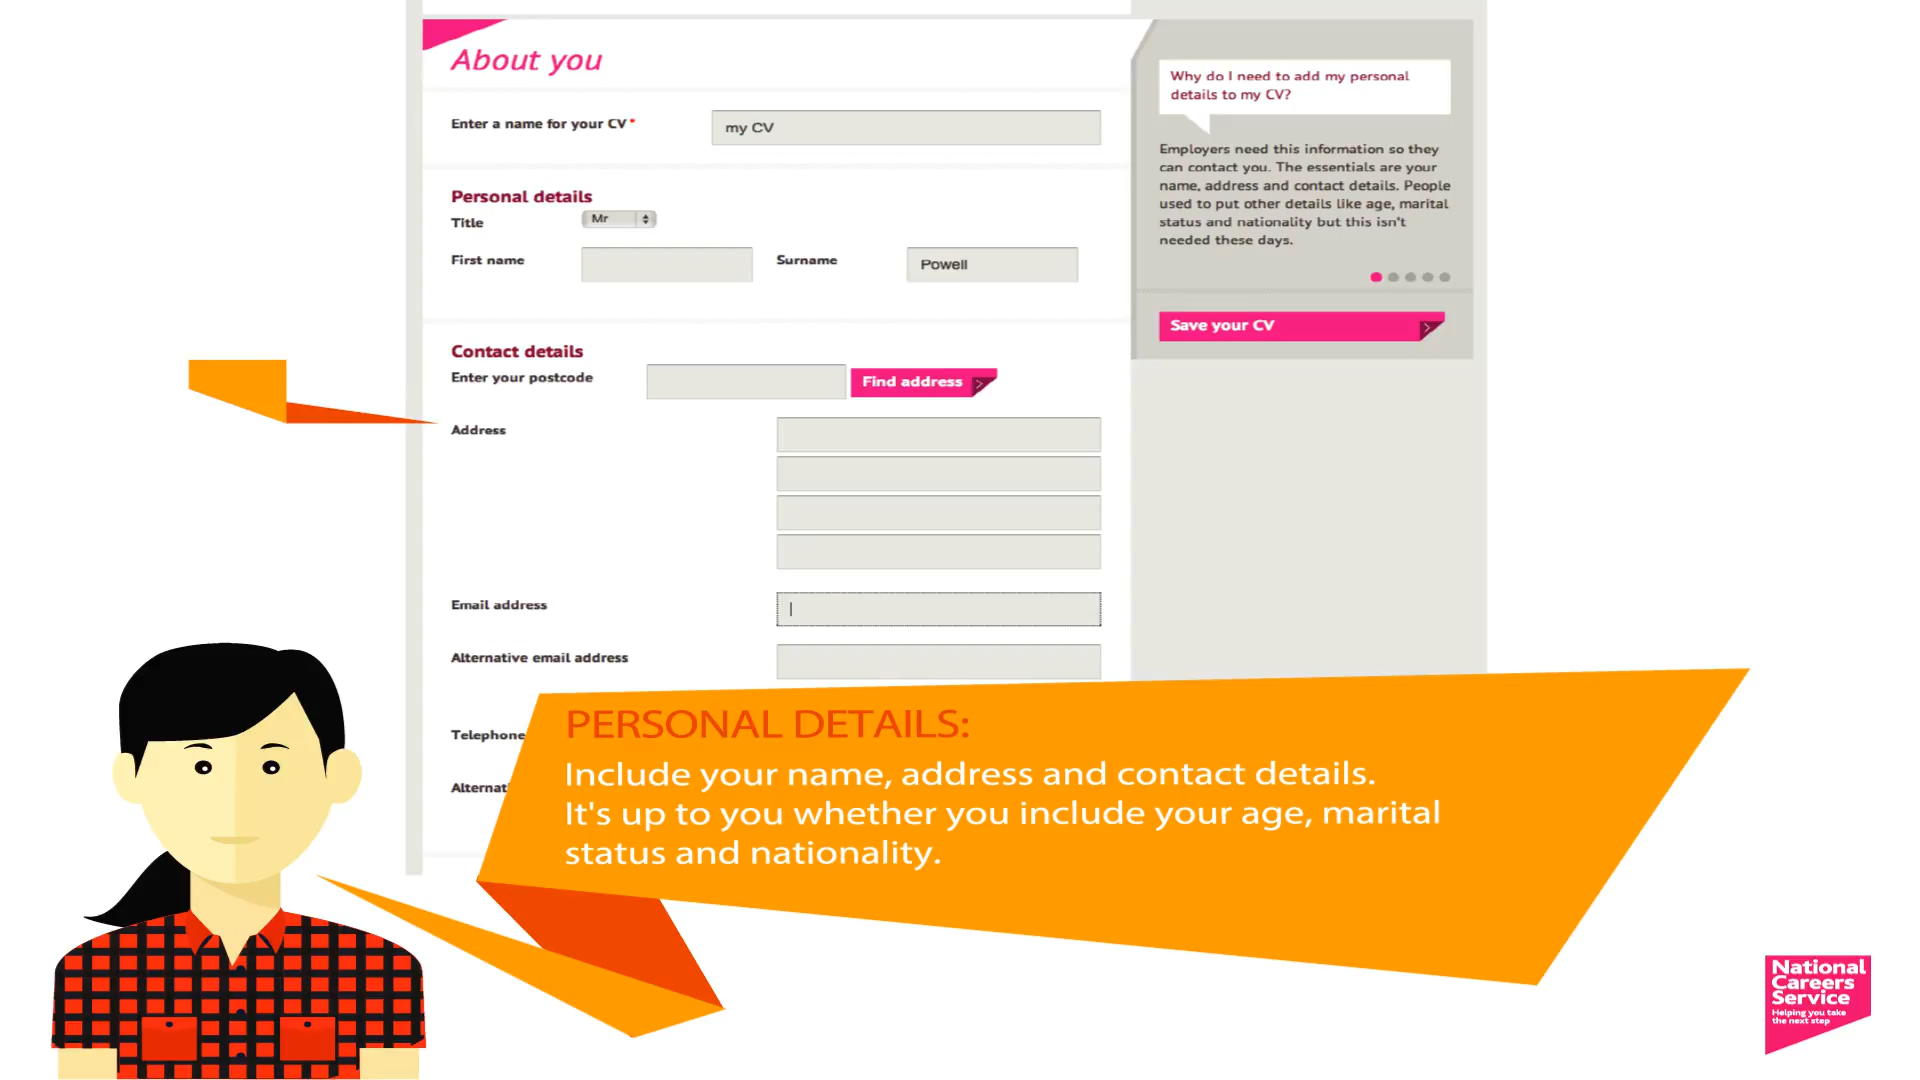 About you
Enter a name for your CV*
my CV
Personal details
Title
Mr
First name
Surname
Powell
Contact details
Enter your postcode
Find address
Address
Email address
Alternative email address
Telephone
Why do I need to add my personal
details to my CV?
Employers need this information so they
can contact you. The essentials are your
name, address and contact details. People
used to put other details like age, marital
status and nationality but this isn't
needed these days.
Save your CV
PERSONAL DETAILS:
Include your name, address and contact details.
It's up to you whether you include your age, marital
status and nationality.
National
Careers
Service
Helping you take
the next step